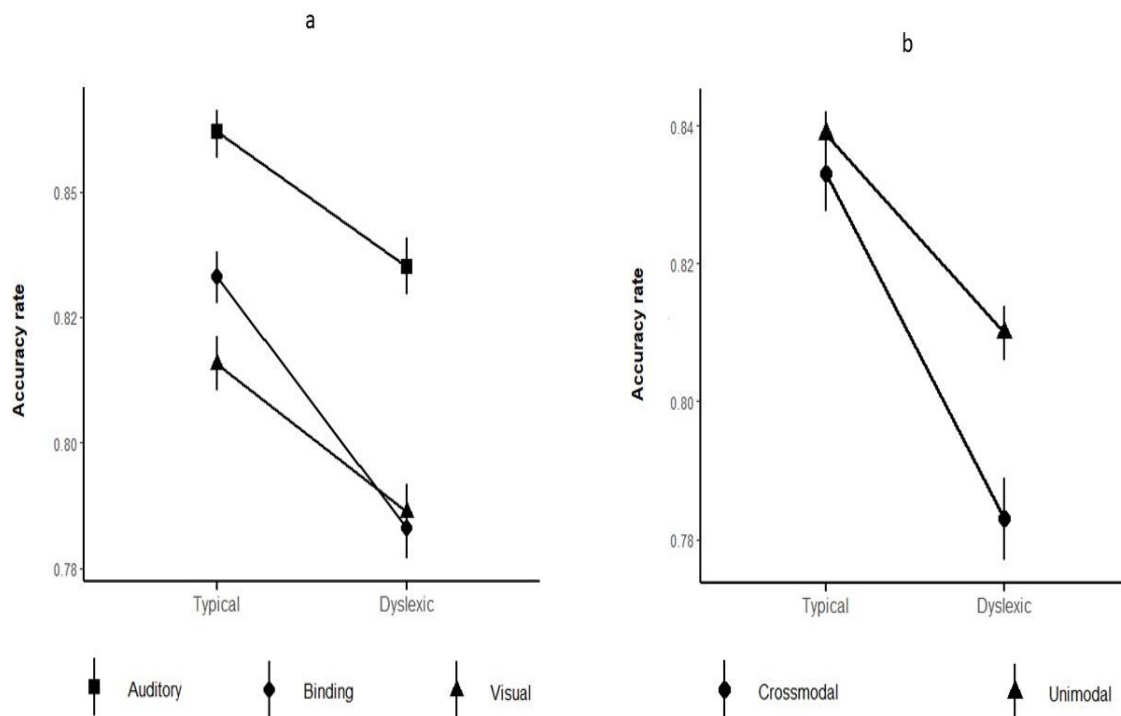 a
Accuracy rate
0.85
0.82
0.80
0.78
Typical Dyslexic
Auditory Binding Visual
b
Accuracy rate
0.84
0.82
0.80
0.78
Typical Dyslexic
Crossmodal Unimodal